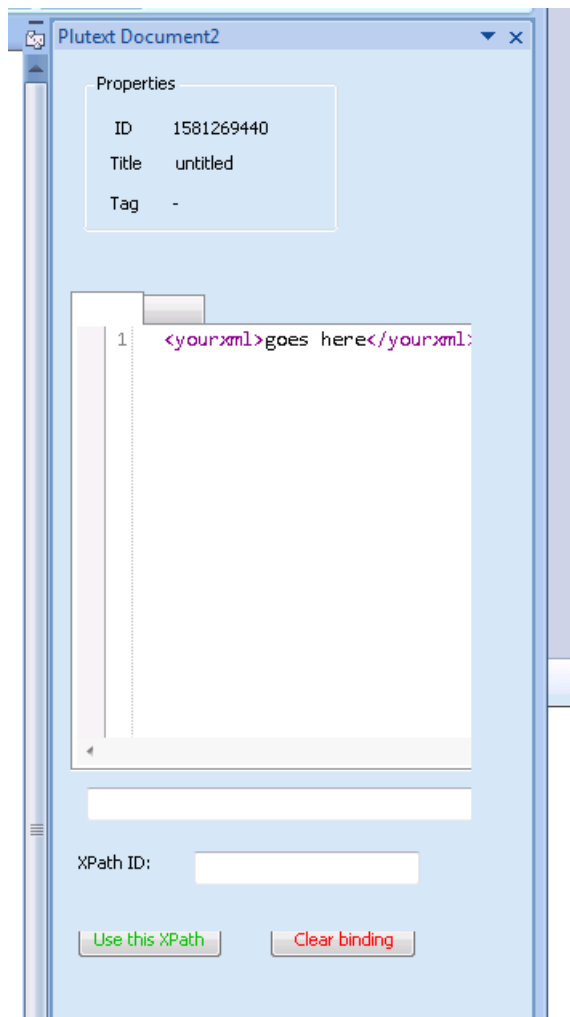 Plutext Document2
Properties
ID 1581269440
Title untitled
Tag -
1 <yourxml>goes here</yourxml>
XPath ID:
Use this XPath Clear binding